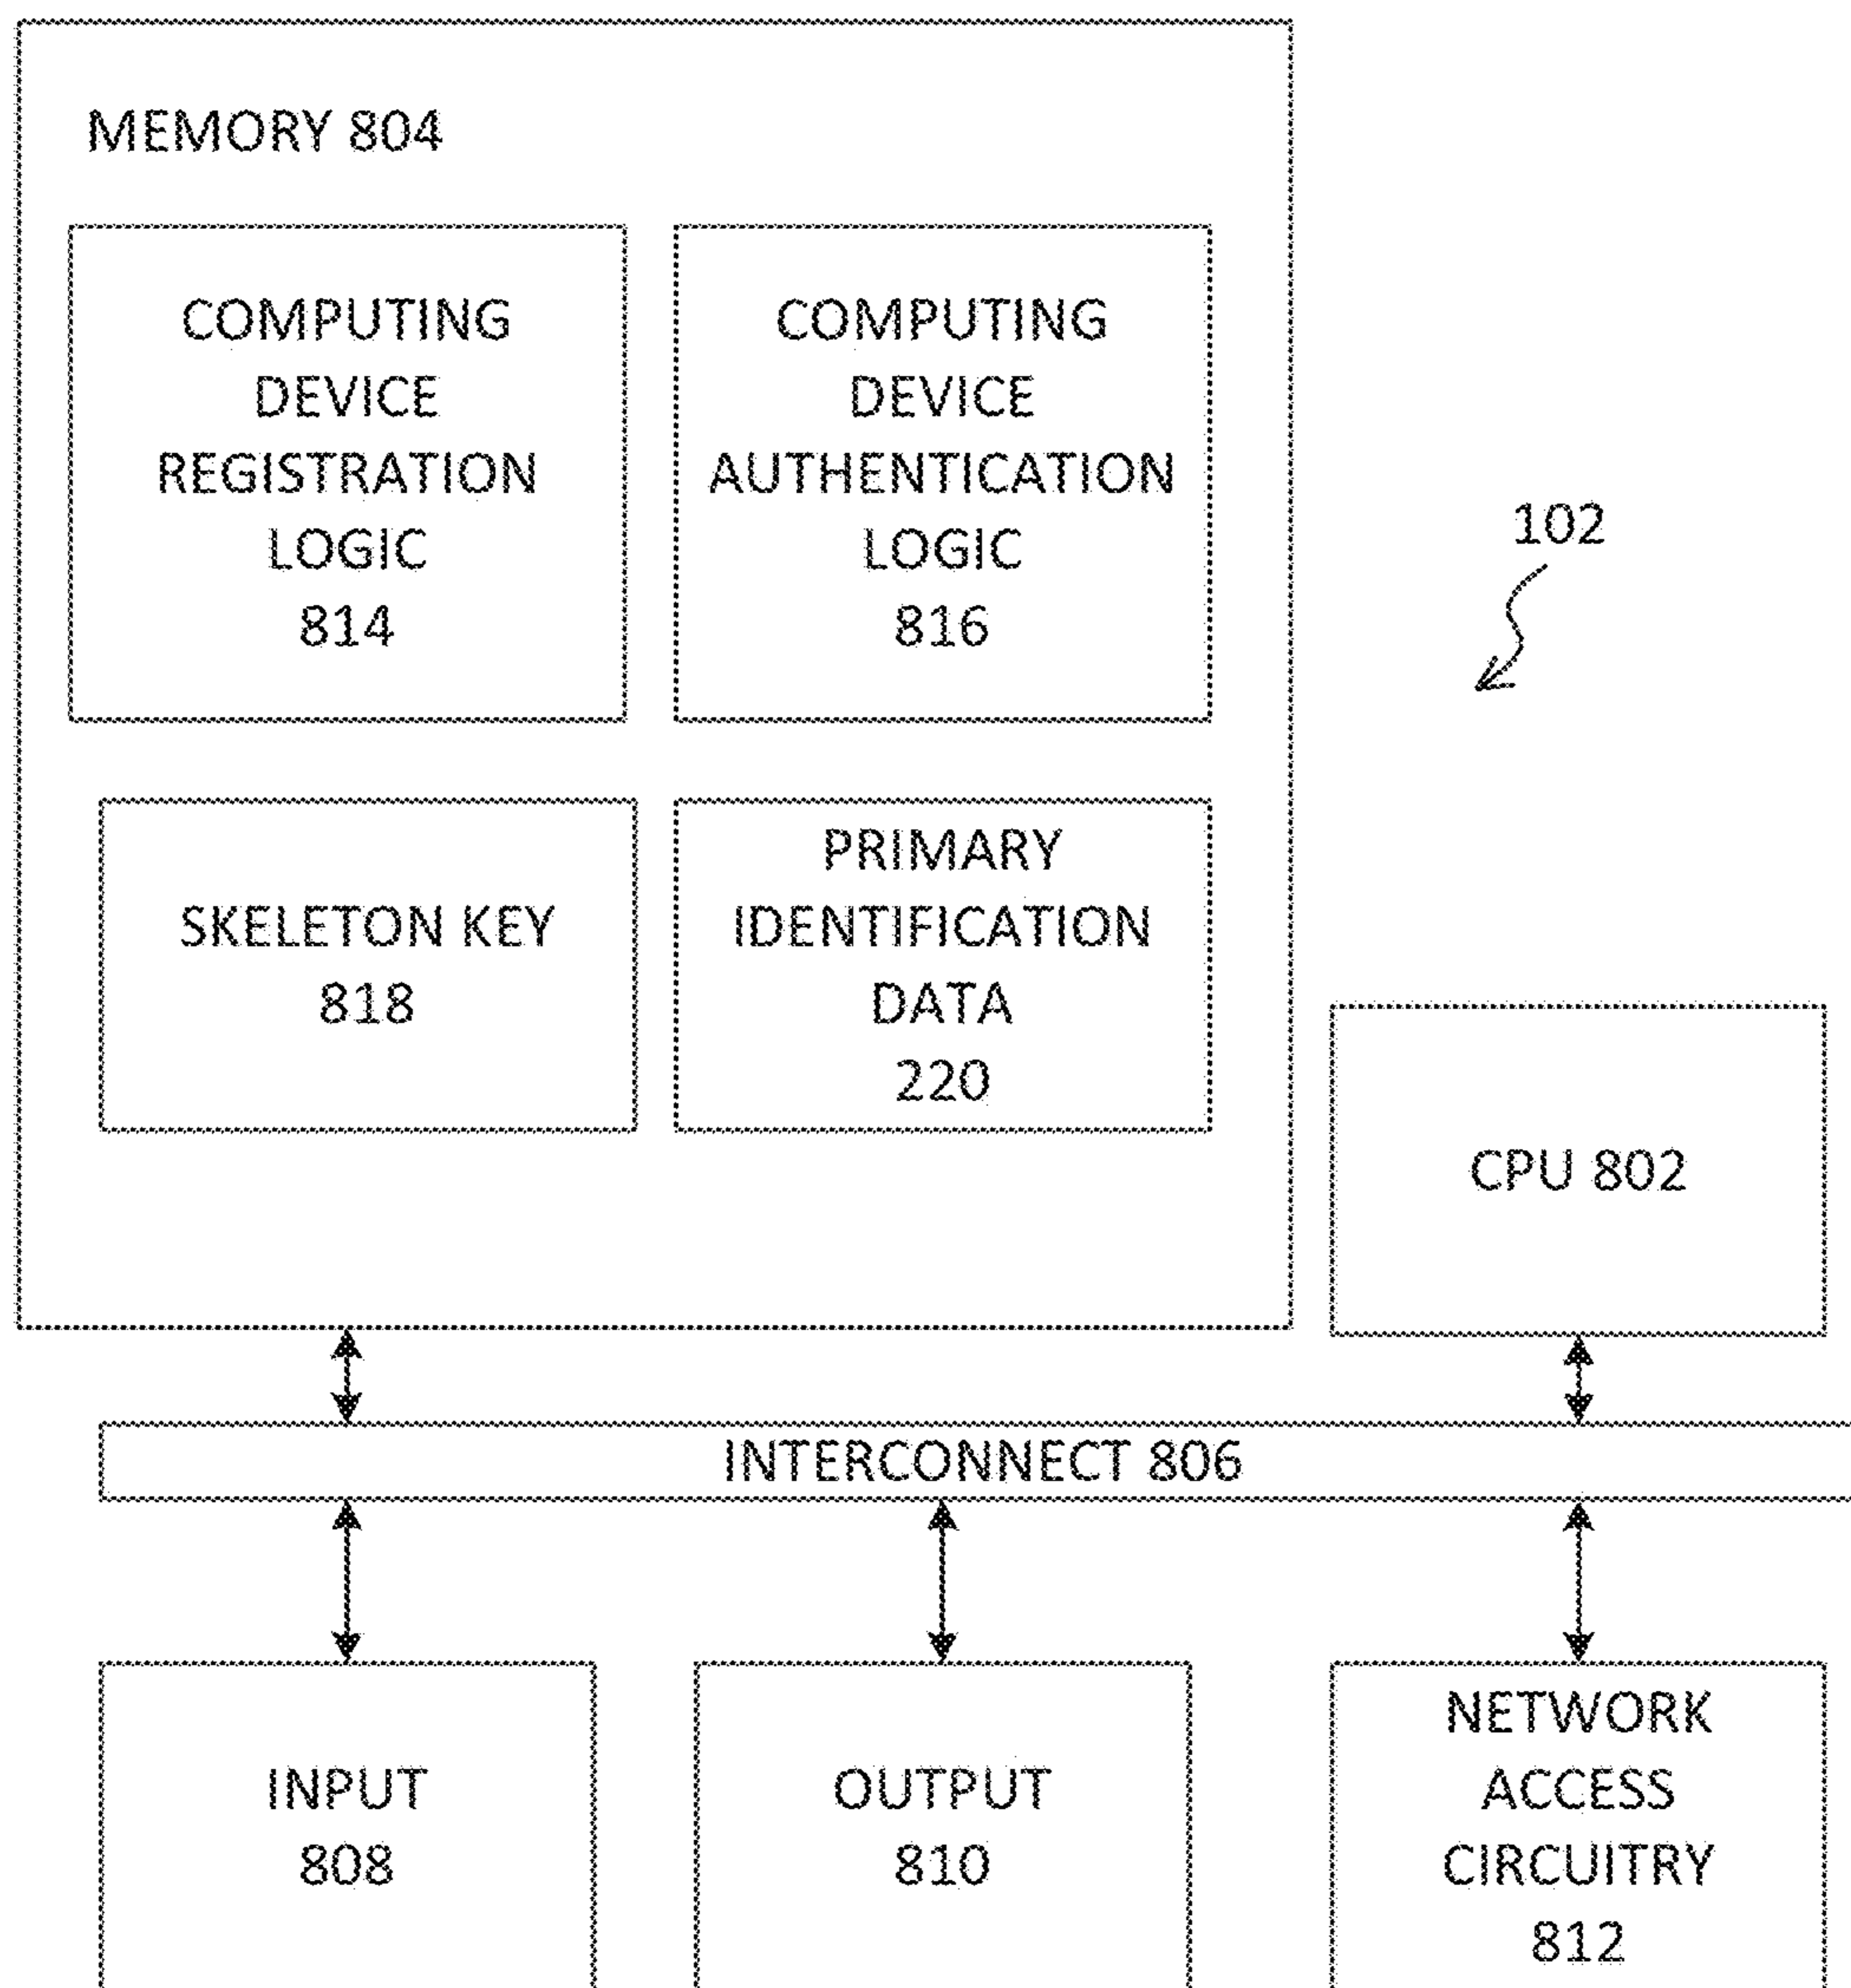 MEMORY 804
COMPUTING
DEVICE
REGISTRATION
LOGIC
814
COMPUTING
DEVICE
AUTHENTICATION
LOGIC
816
102
SKELETON KEY
818
PRIMARY
IDENTIFICATION
DATA
220
CPU 802
INTERCONNECT 806
INPUT
808
OUTPUT
810
NETWORK
ACCESS
CIRCUITRY
812